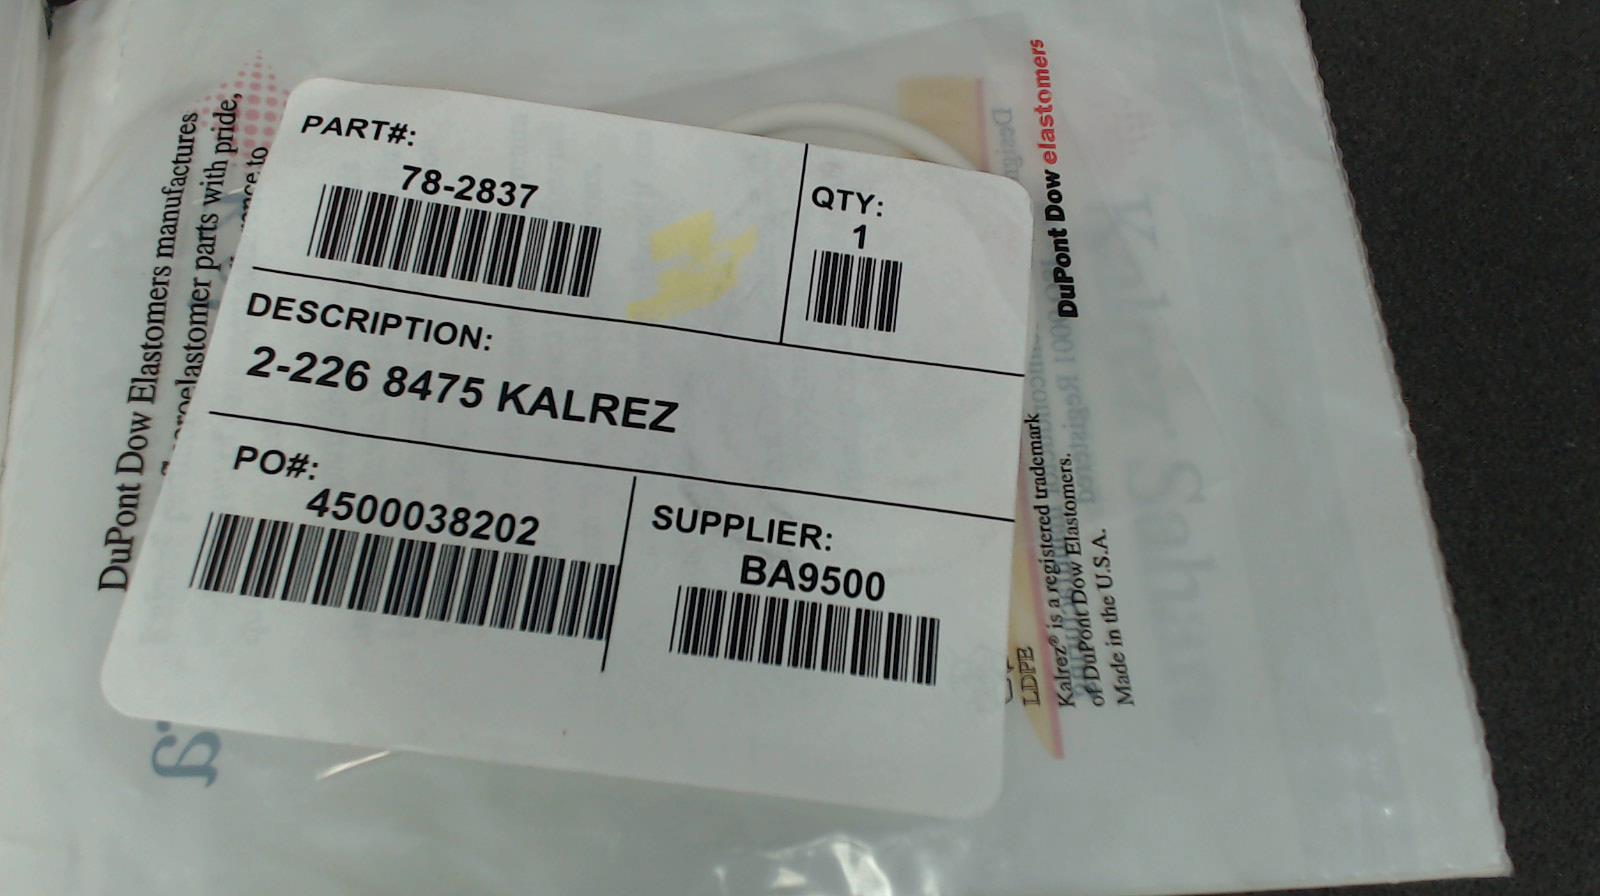 PART#:
78-2837
QTY:
1
DESCRIPTION:
2-226 8475 KALREZ
PO#:
4500038202
SUPPLIER:
BA9500
DuPont Dow Elastomers manufactures
parts with pride,
to
DuPont Dow elastomers
LDPE
Kalrez® is a registered trademark
of DuPont Dow Elastomers.
Made in the U.S.A.